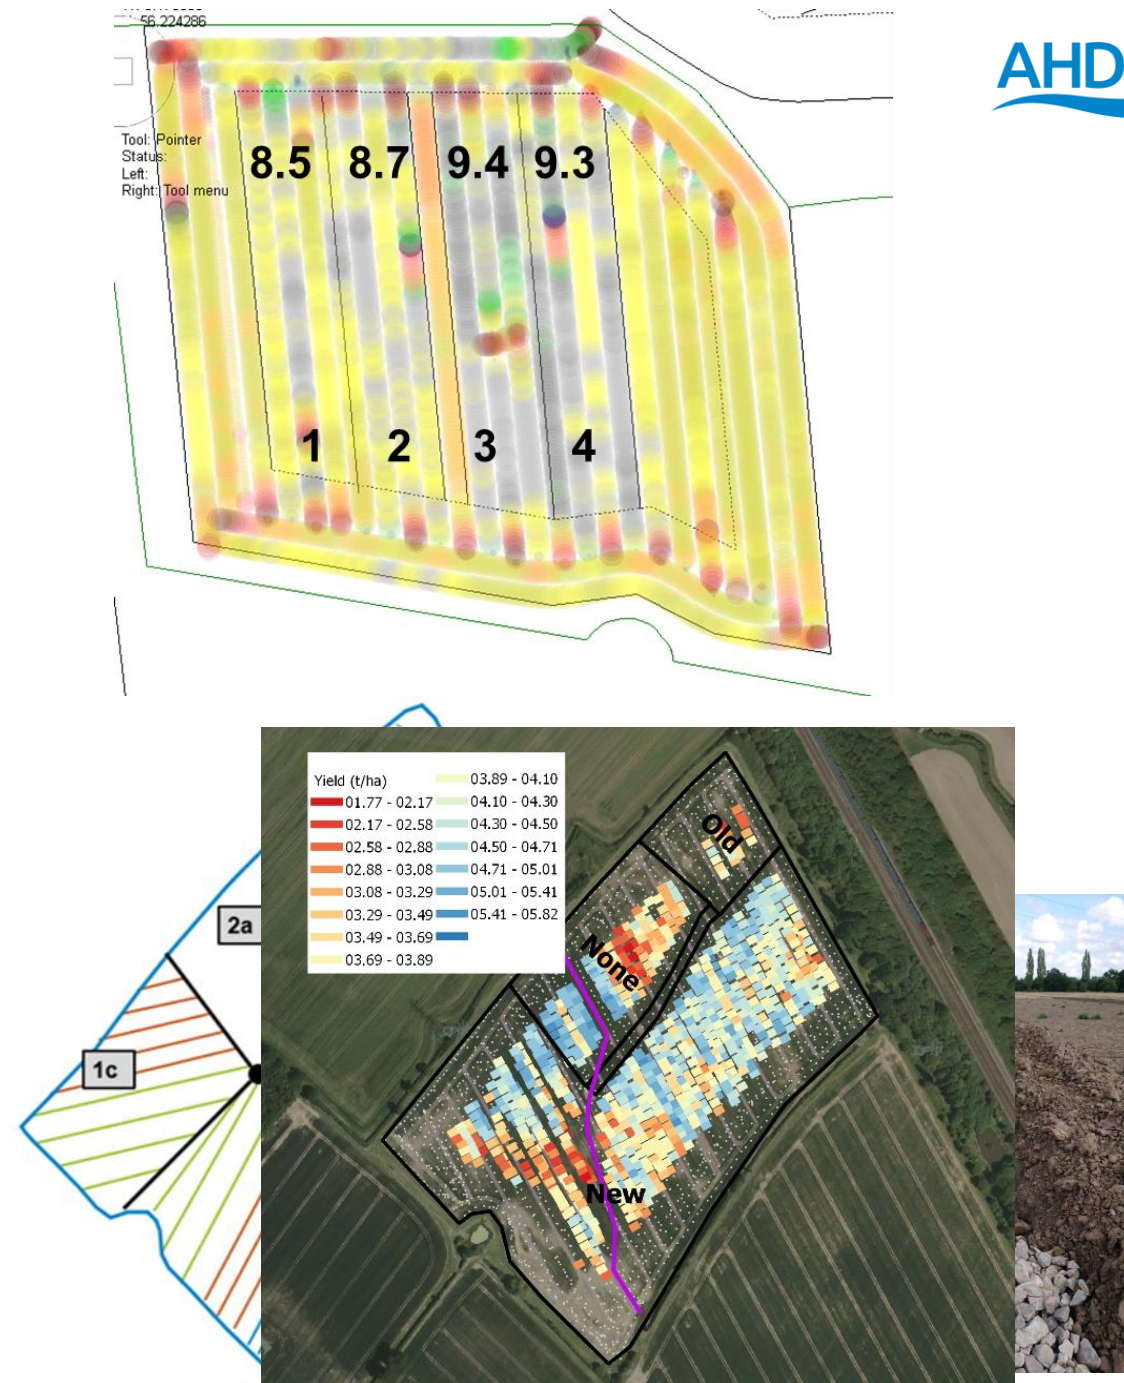 56.224286
AHD
Tool: Pointer
Status:
Left:
Right: Tool menu
8.5 8.7 9.4 9.3
1 2 3 4
Yield (t/ha)
01.77 - 02.17
02.17 - 02.58
02.58 - 02.88
02.88 - 03.08
03.08 - 03.29
03.29 - 03.49
03.49 - 03.69
03.69 - 03.89
03.89 - 04.10
04.10 - 04.30
04.30 - 04.50
04.50 - 04.71
04.71 - 05.01
05.01 - 05.41
05.41 - 05.82
Old
None
New
2a
1c